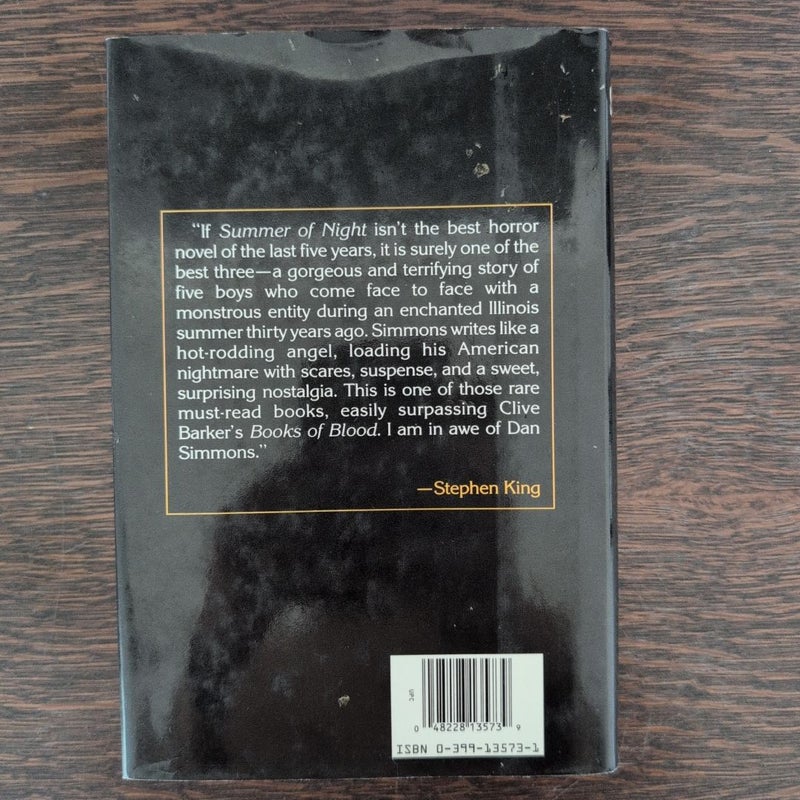 “If Summer of Night isn't the best horror
novel of the last five years, it is surely one of the
best three—a gorgeous and terrifying story of
five boys who come face to face with a
monstrous entity during an enchanted Illinois
summer thirty years ago. Simmons writes like a
hot-rodding angel, loading his American
nightmare with scares, suspense, and a sweet,
surprising nostalgia. This is one of those rare
must-read books, easily surpassing Clive
Barker's Books of Blood. I am in awe of Dan
Simmons.”
—Stephen King
UPC
0 48228 13573 9
ISBN 0-399-13573-1